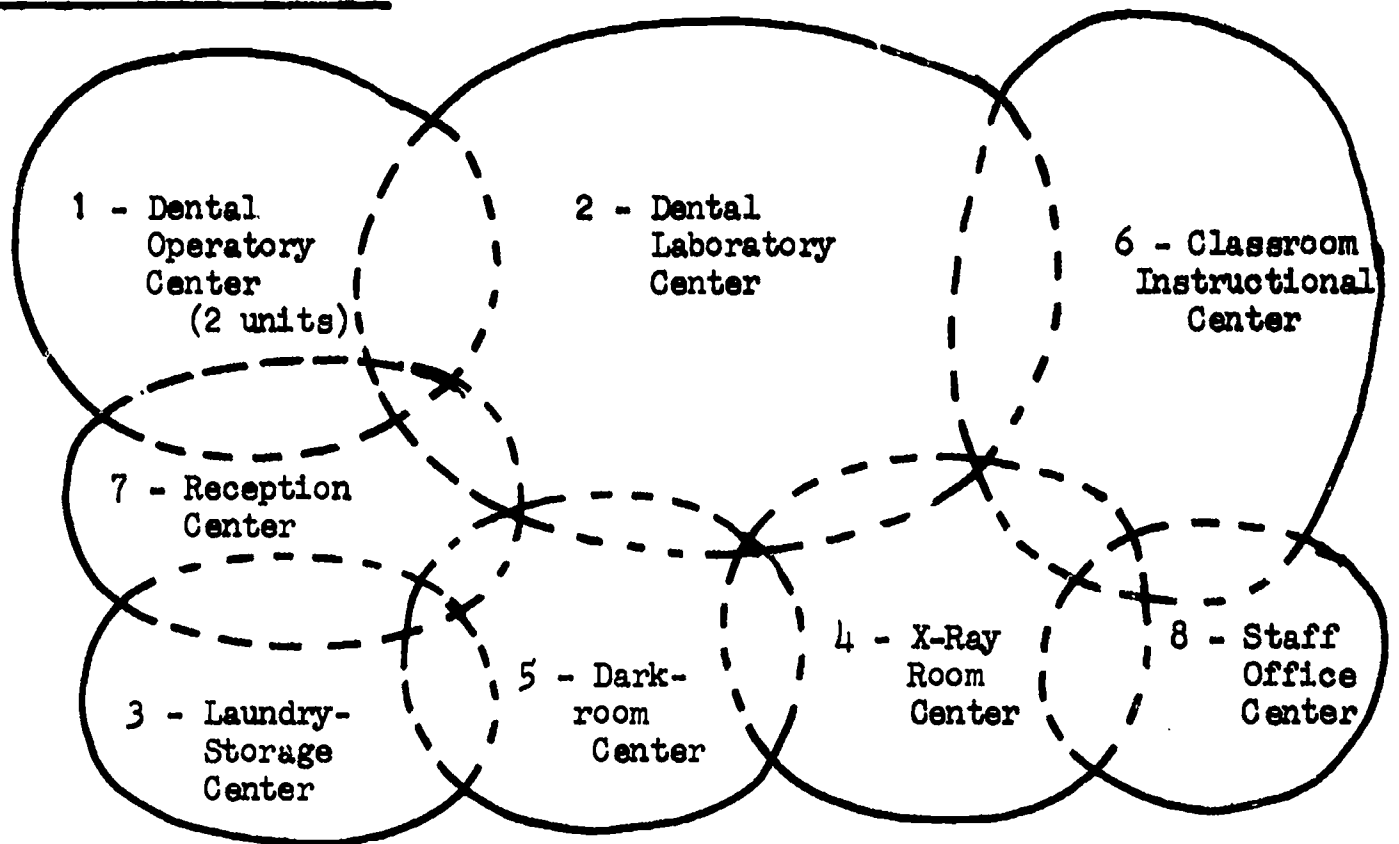 1 - Dental
Operatory
Center
(2 units)
2 - Dental
Laboratory
Center
6 - Classroom
Instructional
Center
7 - Reception
Center
3 - Laundry-
Storage
Center
5 - Dark-
room
Center
4 - X-Ray
Room
Center
8 - Staff
Office
Center